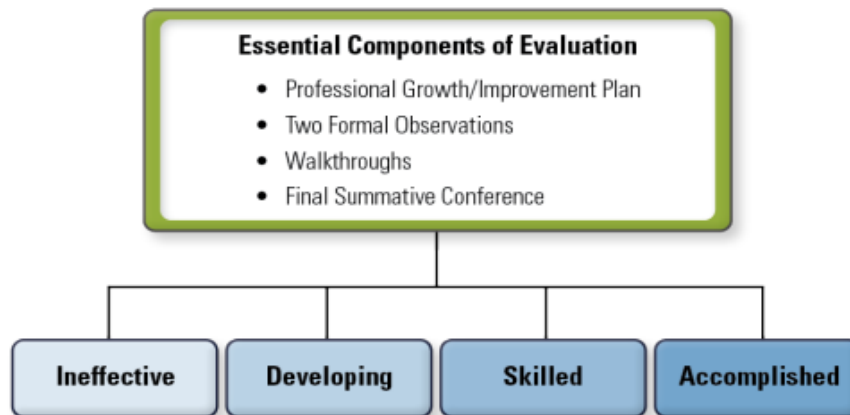 Essential Components of Evaluation
• Professional Growth/Improvement Plan
• Two Formal Observations
• Walkthroughs
• Final Summative Conference
Ineffective
Developing
Skilled
Accomplished